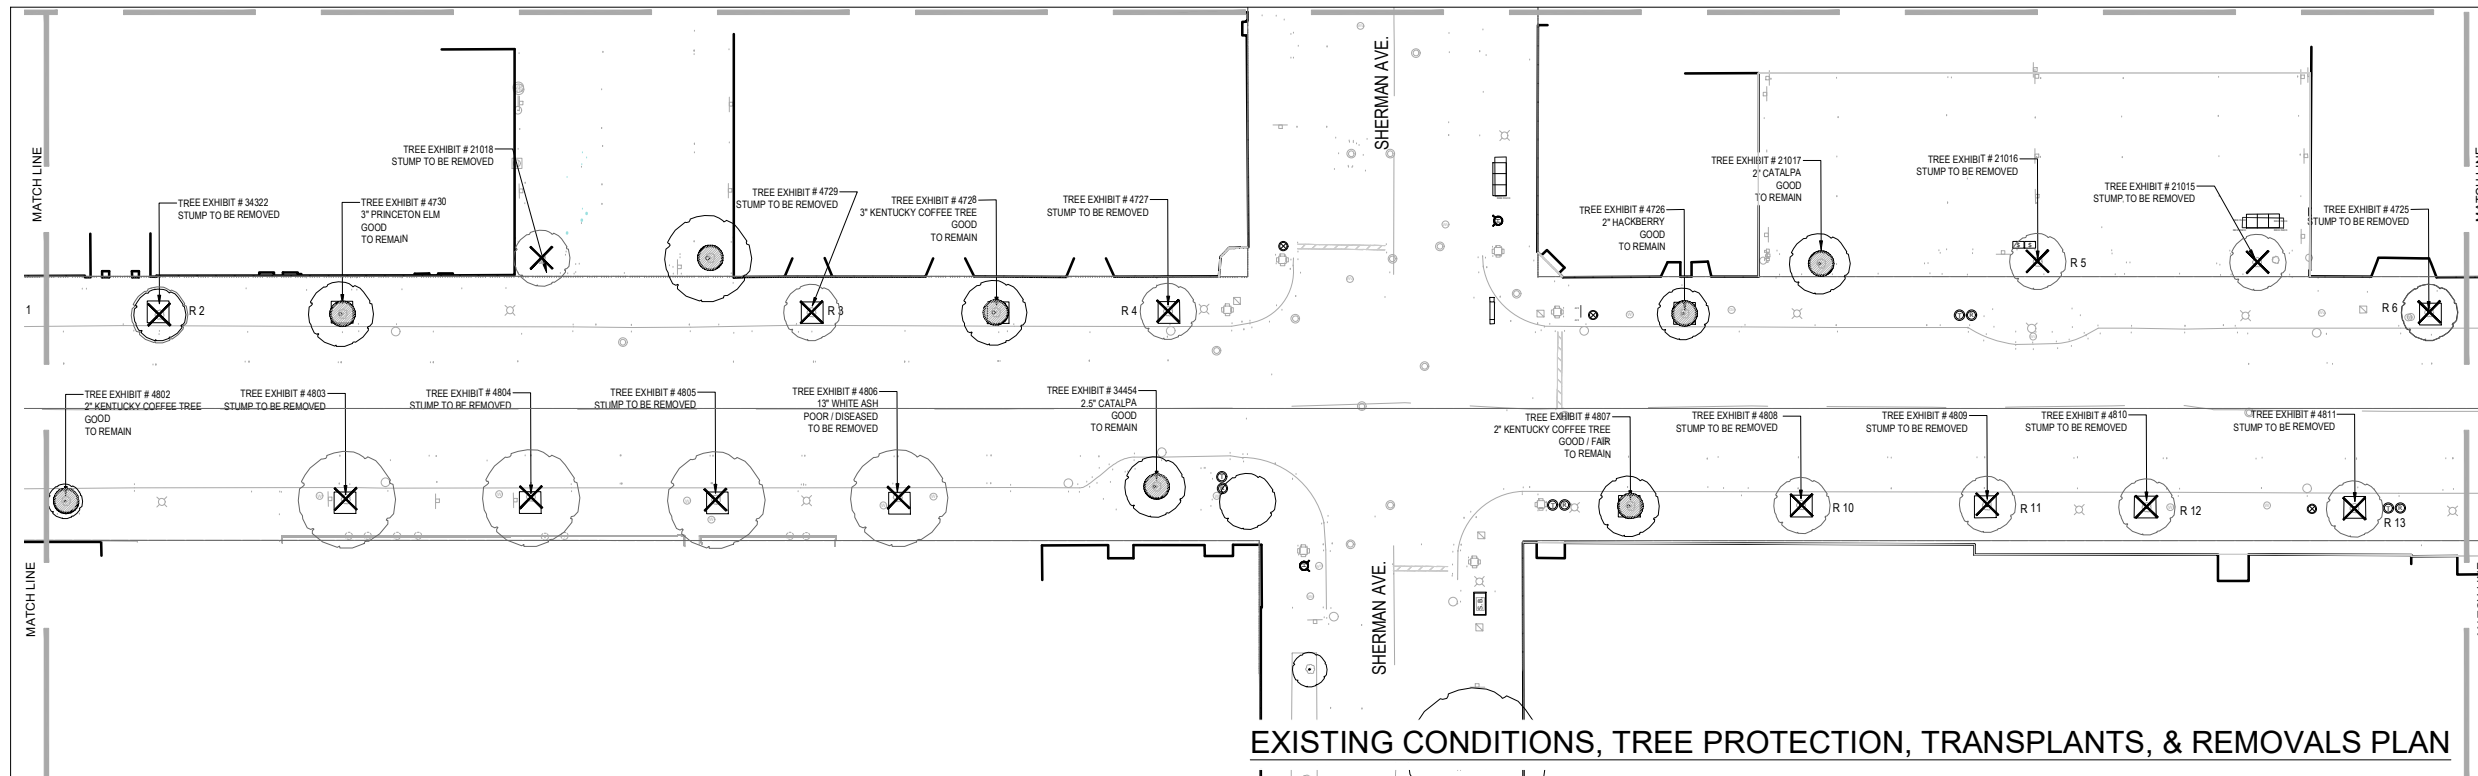 SHERMAN AVE.
MATCH LINE
TREE EXHIBIT # 21018
STUMP TO BE REMOVED
TREE EXHIBIT # 34322
STUMP TO BE REMOVED
TREE EXHIBIT # 4730
3" PRINCETON ELM
GOOD
TO REMAIN
TREE EXHIBIT # 4729
STUMP TO BE REMOVED
TREE EXHIBIT # 4728
3" KENTUCKY COFFEE TREE
GOOD
TO REMAIN
TREE EXHIBIT # 4727
STUMP TO BE REMOVED
TREE EXHIBIT # 4726
2" HACKBERRY
GOOD
TO REMAIN
TREE EXHIBIT # 21017
2" CATALPA
GOOD
TO REMAIN
TREE EXHIBIT # 21016
STUMP TO BE REMOVED
TREE EXHIBIT # 21015
STUMP TO BE REMOVED
TREE EXHIBIT # 4725
STUMP TO BE REMOVED
1
R 2
R 3
R 4
R 5
R 6
TREE EXHIBIT # 4802
2" KENTUCKY COFFEE TREE
GOOD
TO REMAIN
TREE EXHIBIT # 4803
STUMP TO BE REMOVED
TREE EXHIBIT # 4804
STUMP TO BE REMOVED
TREE EXHIBIT # 4805
STUMP TO BE REMOVED
TREE EXHIBIT # 4806
13" WHITE ASH
POOR / DISEASED
TO BE REMOVED
TREE EXHIBIT # 34454
2.5" CATALPA
GOOD
TO REMAIN
TREE EXHIBIT # 4807
2" KENTUCKY COFFEE TREE
GOOD / FAIR
TO REMAIN
TREE EXHIBIT # 4808
STUMP TO BE REMOVED
TREE EXHIBIT # 4809
STUMP TO BE REMOVED
TREE EXHIBIT # 4810
STUMP TO BE REMOVED
TREE EXHIBIT # 4811
STUMP TO BE REMOVED
R 10
R 11
R 12
R 13
MATCH LINE
SHERMAN AVE.
EXISTING CONDITIONS, TREE PROTECTION, TRANSPLANTS, & REMOVALS PLAN